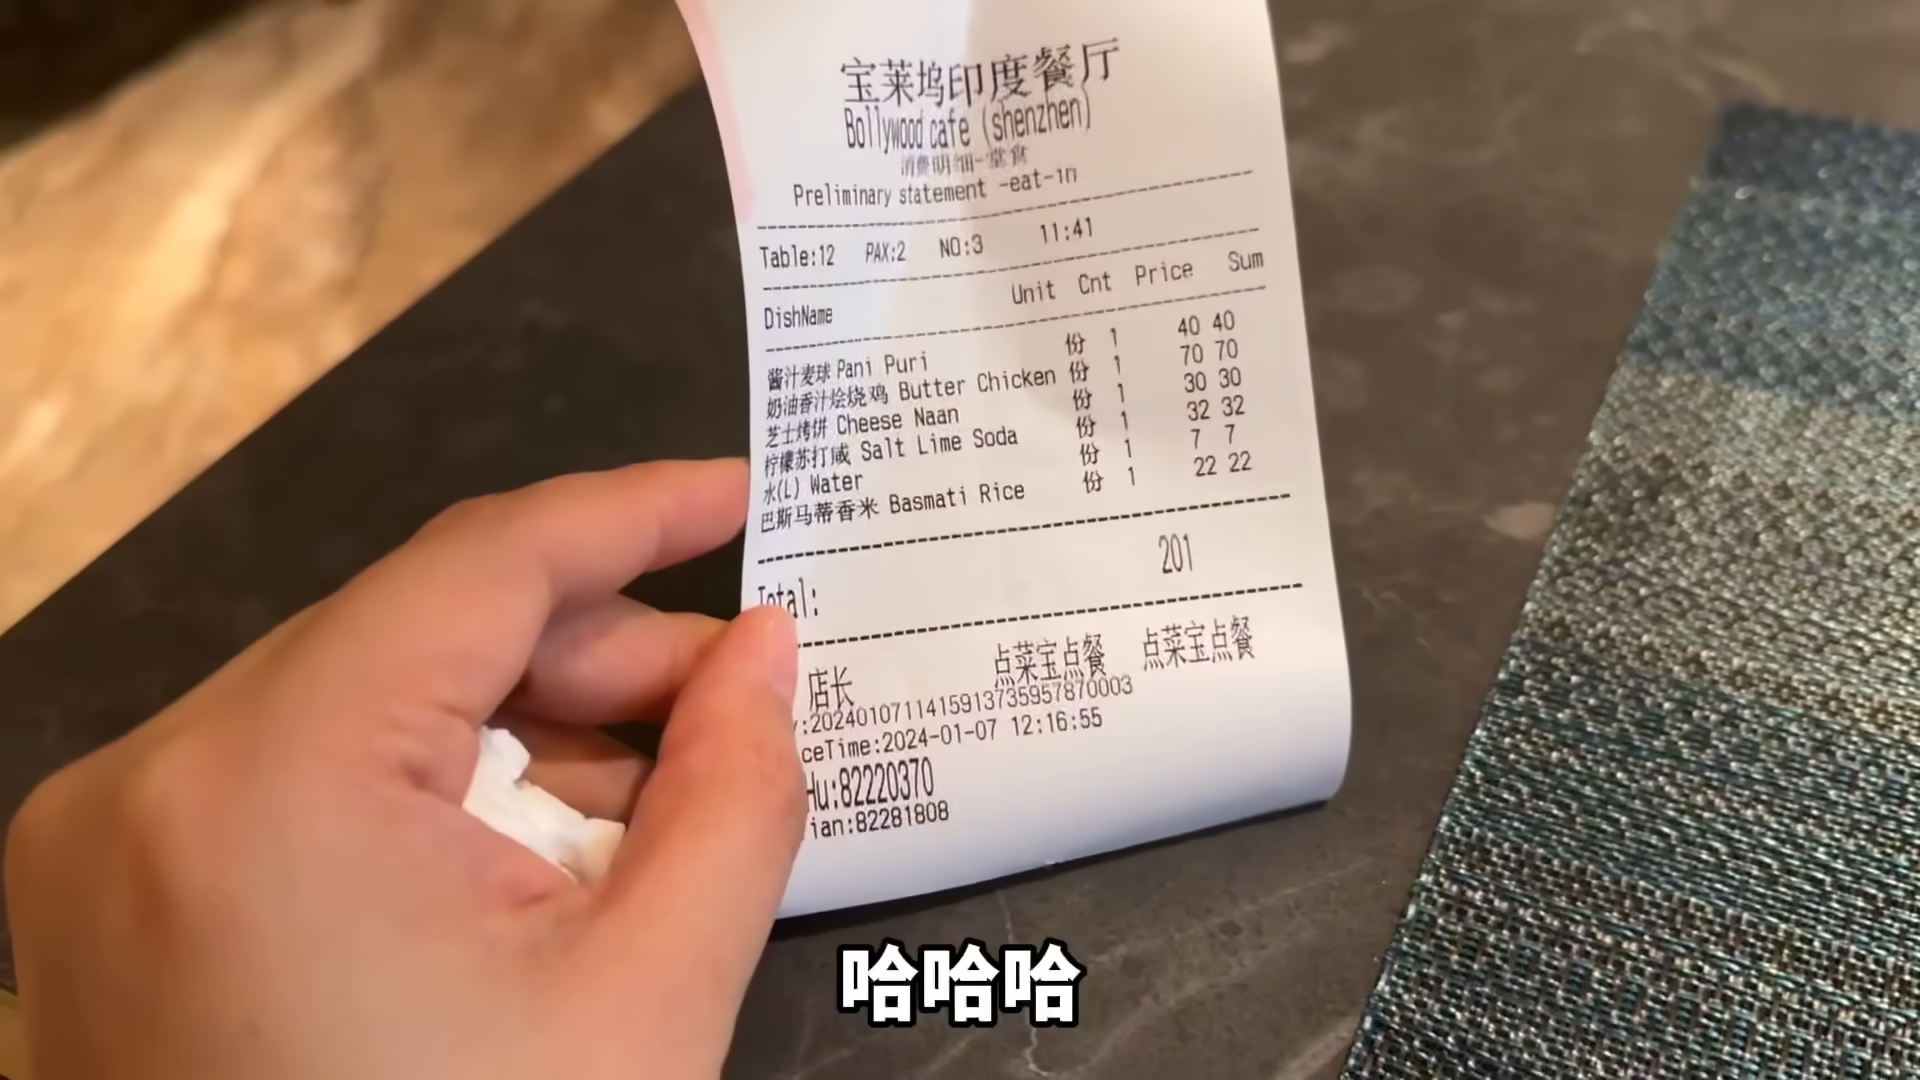 宝莱坞印度餐厅
Bollywood cafe (shenzhen)
消费明细-堂食
Preliminary statement -eat-in
Table:12 PAX:2 NO:3 11:41
DishName Unit Cnt Price Sum
酱汁麦球 Pani Puri 份 1 40 40
奶油香汁烩烧鸡 Butter Chicken 份 1 70 70
芝士烤饼 Cheese Naan 份 1 30 30
柠檬苏打咸 Salt Lime Soda 份 1 32 32
水(L) Water 份 1 7 7
巴斯马蒂香米 Basmati Rice 份 1 22 22
Total: 201
店长 点菜宝点餐 点菜宝点餐
:2024010711415913735957870003
ceTime:2024-01-07 12:16:55
Hu:82220370
ian:82281808
哈哈哈